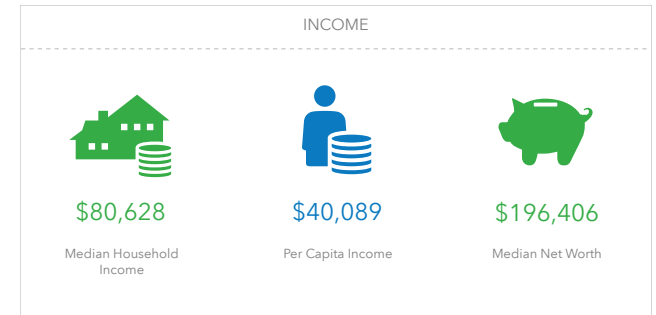 INCOME
$80,628
$40,089
$196,406
Median Household
Income
Per Capita Income
Median Net Worth